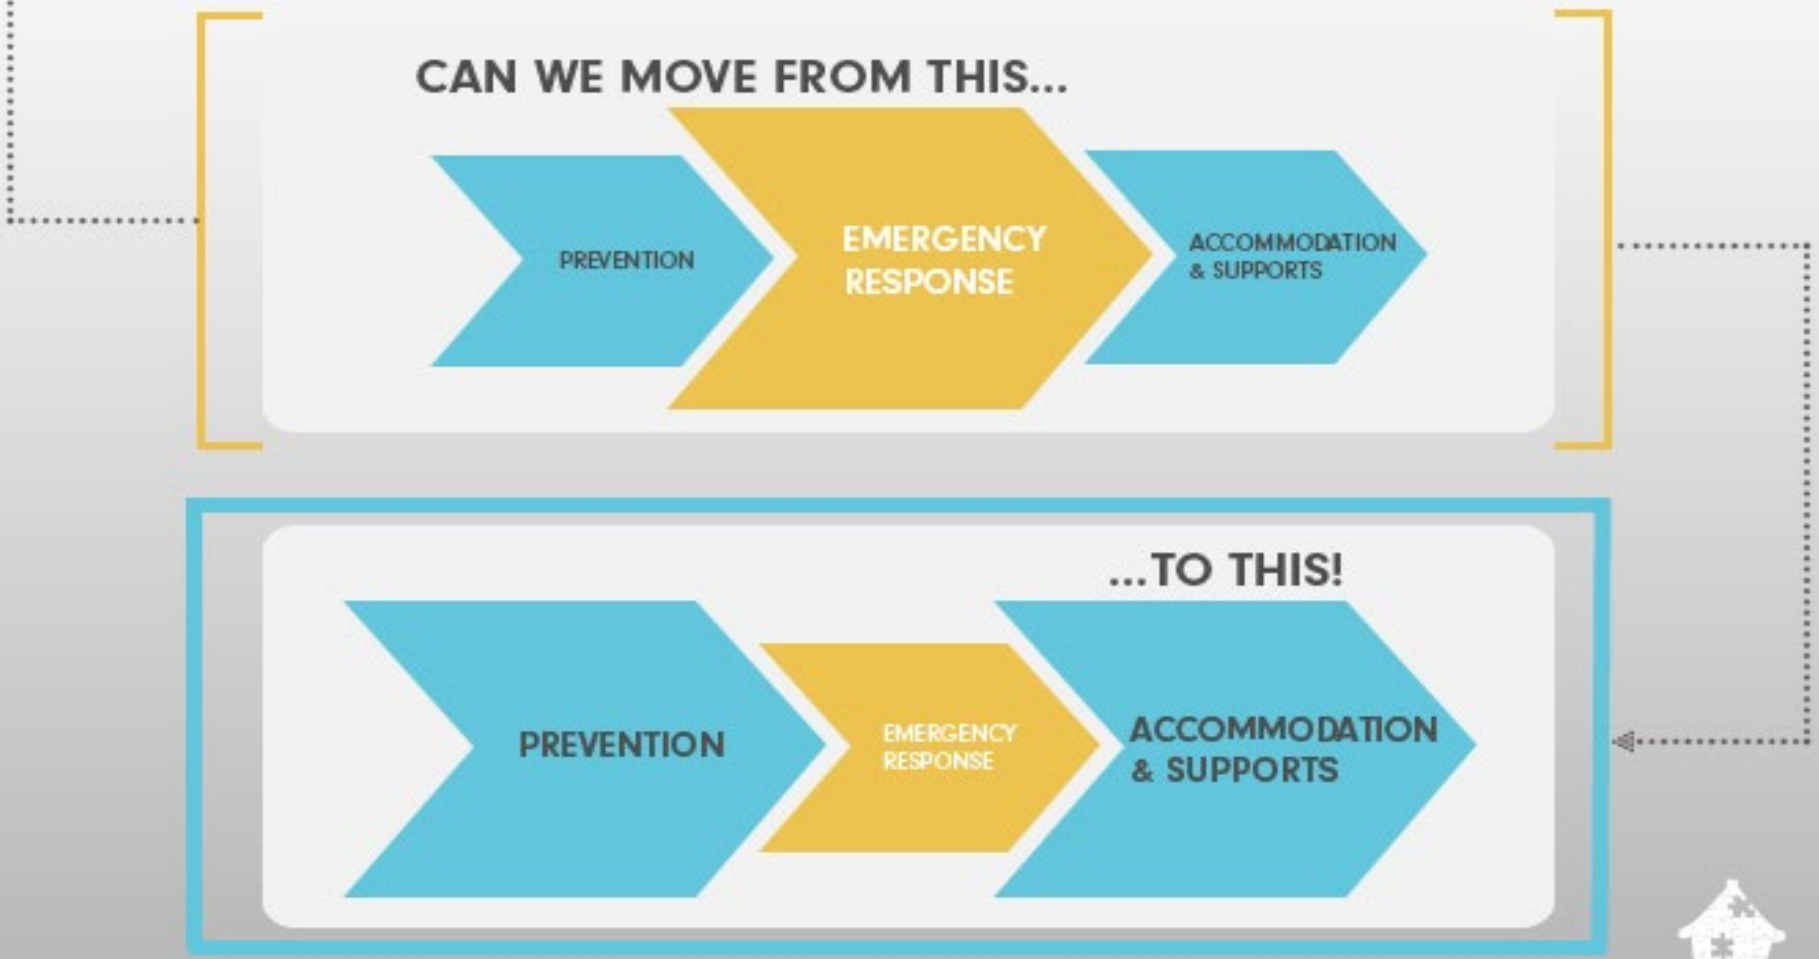 CAN WE MOVE FROM THIS...
PREVENTION
EMERGENCY
RESPONSE
ACCOMMODATION
& SUPPORTS
...TO THIS!
PREVENTION
EMERGENCY
RESPONSE
ACCOMMODATION
& SUPPORTS